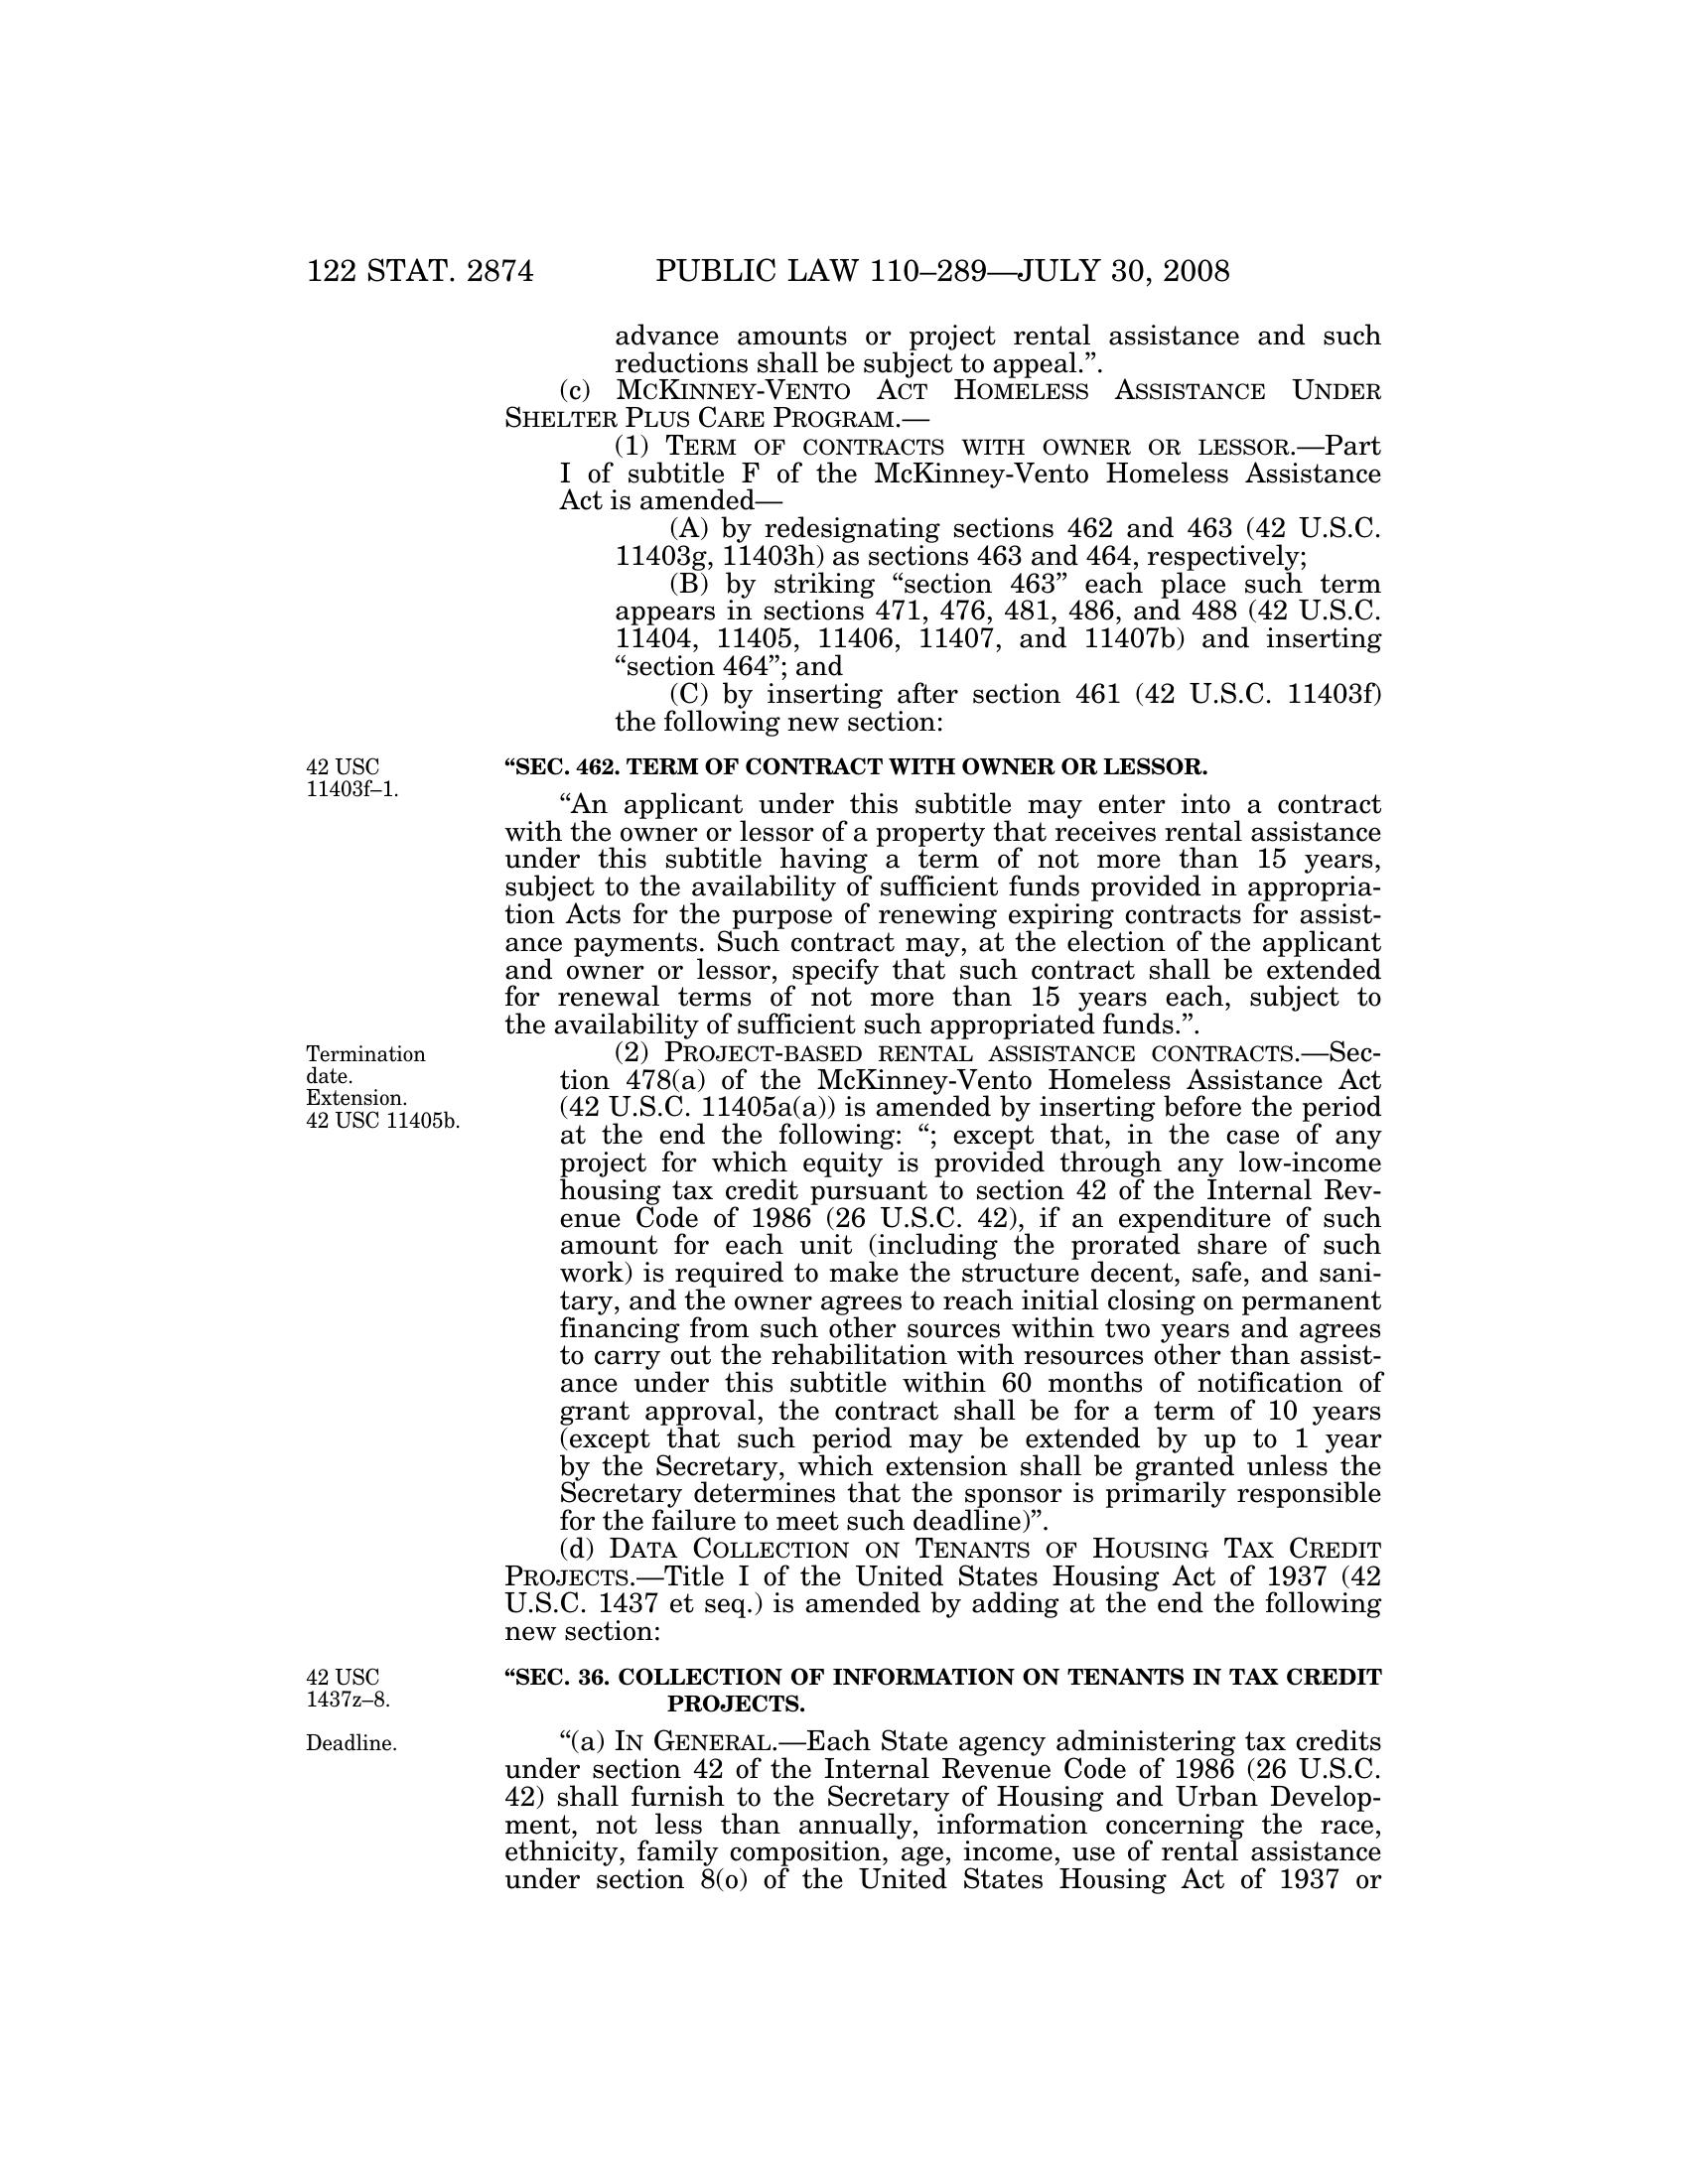 122 STAT. 2874 PUBLIC LAW 110–289—JULY 30, 2008
advance amounts or project rental assistance and such
reductions shall be subject to appeal.”.
(c) MCKINNEY-VENTO ACT HOMELESS ASSISTANCE UNDER
SHELTER PLUS CARE PROGRAM.—
(1) TERM OF CONTRACTS WITH OWNER OR LESSOR.—Part
I of subtitle F of the McKinney-Vento Homeless Assistance
Act is amended—
(A) by redesignating sections 462 and 463 (42 U.S.C.
11403g, 11403h) as sections 463 and 464, respectively;
(B) by striking “section 463” each place such term
appears in sections 471, 476, 481, 486, and 488 (42 U.S.C.
11404, 11405, 11406, 11407, and 11407b) and inserting
“section 464”; and
(C) by inserting after section 461 (42 U.S.C. 11403f)
the following new section:
42 USC
11403f–1.
“SEC. 462. TERM OF CONTRACT WITH OWNER OR LESSOR.
“An applicant under this subtitle may enter into a contract
with the owner or lessor of a property that receives rental assistance
under this subtitle having a term of not more than 15 years,
subject to the availability of sufficient funds provided in appropria-
tion Acts for the purpose of renewing expiring contracts for assist-
ance payments. Such contract may, at the election of the applicant
and owner or lessor, specify that such contract shall be extended
for renewal terms of not more than 15 years each, subject to
the availability of sufficient such appropriated funds.”.
Termination
date.
Extension.
42 USC 11405b.
(2) PROJECT-BASED RENTAL ASSISTANCE CONTRACTS.—Sec-
tion 478(a) of the McKinney-Vento Homeless Assistance Act
(42 U.S.C. 11405a(a)) is amended by inserting before the period
at the end the following: “; except that, in the case of any
project for which equity is provided through any low-income
housing tax credit pursuant to section 42 of the Internal Rev-
enue Code of 1986 (26 U.S.C. 42), if an expenditure of such
amount for each unit (including the prorated share of such
work) is required to make the structure decent, safe, and sani-
tary, and the owner agrees to reach initial closing on permanent
financing from such other sources within two years and agrees
to carry out the rehabilitation with resources other than assist-
ance under this subtitle within 60 months of notification of
grant approval, the contract shall be for a term of 10 years
(except that such period may be extended by up to 1 year
by the Secretary, which extension shall be granted unless the
Secretary determines that the sponsor is primarily responsible
for the failure to meet such deadline)”.
(d) DATA COLLECTION ON TENANTS OF HOUSING TAX CREDIT
PROJECTS.—Title I of the United States Housing Act of 1937 (42
U.S.C. 1437 et seq.) is amended by adding at the end the following
new section:
42 USC
1437z–8.
“SEC. 36. COLLECTION OF INFORMATION ON TENANTS IN TAX CREDIT
PROJECTS.
Deadline.
“(a) IN GENERAL.—Each State agency administering tax credits
under section 42 of the Internal Revenue Code of 1986 (26 U.S.C.
42) shall furnish to the Secretary of Housing and Urban Develop-
ment, not less than annually, information concerning the race,
ethnicity, family composition, age, income, use of rental assistance
under section 8(o) of the United States Housing Act of 1937 or